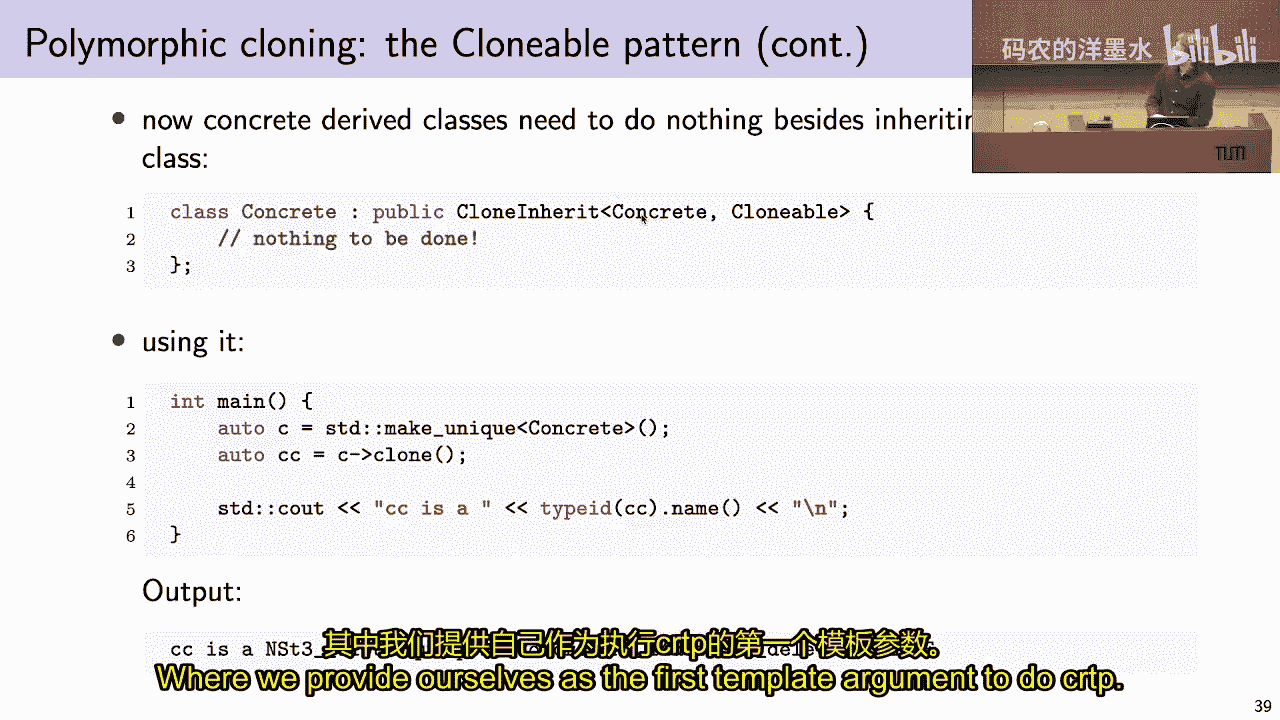 Polymorphic cloning: the Cloneable pattern (cont.)
码农的洋墨水 bilibili
TUM
• now concrete derived classes need to do nothing besides
class:
1 class Concrete : public CloneInherit<Concrete, Cloneable> {
2 // nothing to be done!
3 };
• using it:
1 int main() {
2 auto c = std::make_unique<Concrete>();
3 auto cc = c->clone();
4
5 std::cout << "cc is a " << typeid(cc).name() << "\n";
6 }
Output:
cc is a
其中我们提供自己作为执行crtp的第一个模板参数。
Where we provide ourselves as the first template argument to do crtp.
39